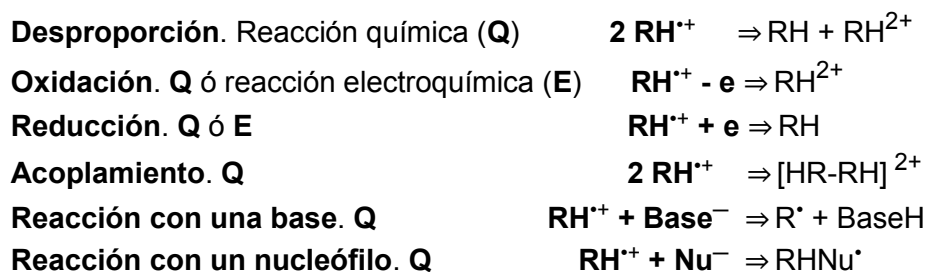 Desproporción. Reacción química (Q) 2 RH•+ ⇒ RH + RH2+
Oxidación. Q ó reacción electroquímica (E) RH•+ - e ⇒ RH2+
Reducción. Q ó E RH•+ + e ⇒ RH
Acoplamiento. Q 2 RH•+ ⇒ [HR-RH] 2+
Reacción con una base. Q RH•+ + Base─ ⇒ R• + BaseH
Reacción con un nucleófilo. Q RH•+ + Nu─ ⇒ RHNu•